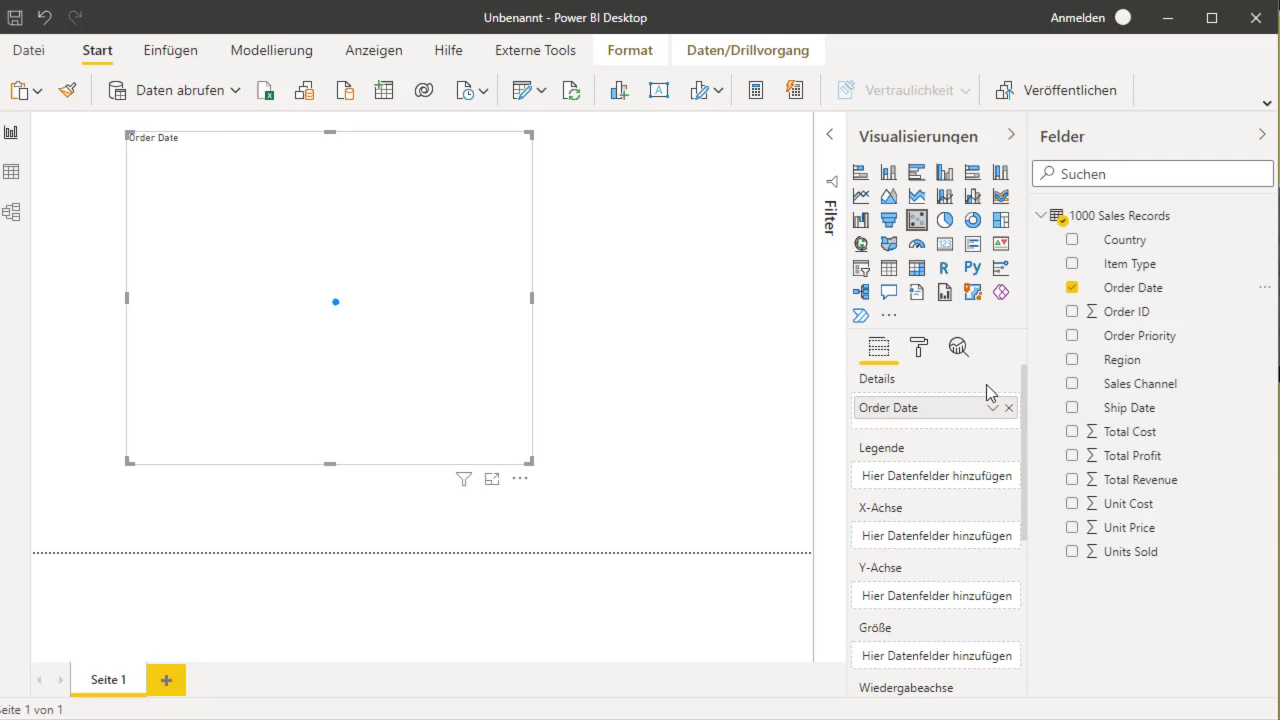 Unbenannt - Power BI Desktop
Anmelden
Datei
Start
Einfügen
Modellierung
Anzeigen
Hilfe
Externe Tools
Format
Daten/Drillvorgang
Daten abrufen
Vertraulichkeit
Veröffentlichen
Order Date
Filter
Visualisierungen
123
R
Py
Details
Order Date
Legende
Hier Datenfelder hinzufügen
X-Achse
Hier Datenfelder hinzufügen
Y-Achse
Hier Datenfelder hinzufügen
Größe
Hier Datenfelder hinzufügen
Wiedergabeachse
Felder
Suchen
1000 Sales Records
Country
Item Type
Order Date
Σ Order ID
Order Priority
Region
Sales Channel
Ship Date
Σ Total Cost
Σ Total Profit
Σ Total Revenue
Σ Unit Cost
Σ Unit Price
Σ Units Sold
Seite 1
Seite 1 von 1